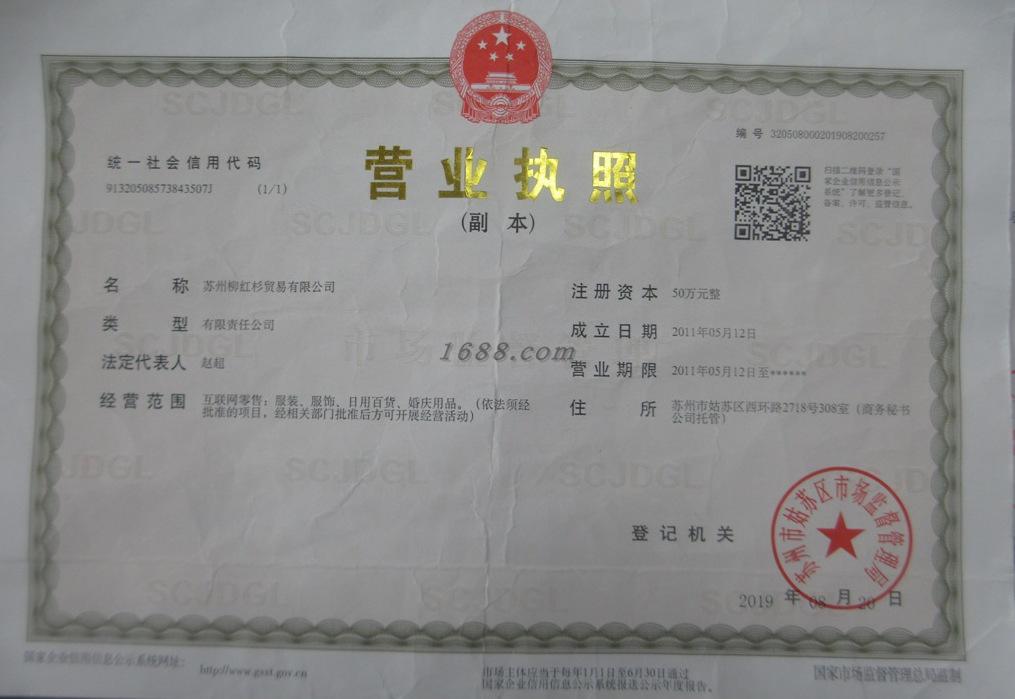 编号 320508000201908200257
统一社会信用代码
91320508573843507J (1/1)
营业执照
(副本)
扫描二维码登录“国
家企业信用信息公示
系统”了解更多登记、
备案、许可、监管信息。
名称 苏州柳红杉贸易有限公司
类型 有限责任公司
法定代表人 赵超
经营范围 互联网零售：服装、服饰、日用百货、婚庆用品。（依法须经
批准的项目，经相关部门批准后方可开展经营活动）
注册资本 50万元整
成立日期 2011年05月12日
营业期限 2011年05月12日至******
住所 苏州市姑苏区西环路2718号308室（商务秘书
公司托管）
1688.com
登记机关
苏州市姑苏区市场监督管理局
2019 年 08 月 20 日
国家企业信用信息公示系统网址：
http://www.gsxt.gov.cn
市场主体应当于每年1月1日至6月30日通过
国家企业信用信息公示系统报送公示年度报告。
国家市场监督管理总局监制
SCJDGL